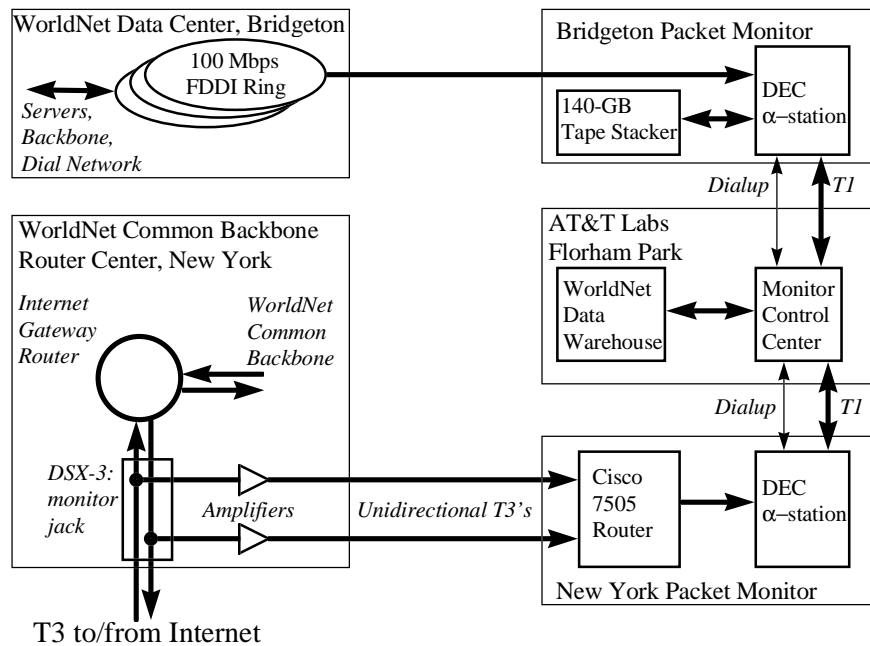 WorldNet Data Center, Bridgeton
100 Mbps
FDDI Ring
Servers,
Backbone,
Dial Network
Bridgeton Packet Monitor
DEC
α−station
140-GB
Tape Stacker
Dialup
T1
AT&T Labs
Florham Park
WorldNet
Data
Warehouse
Monitor
Control
Center
Dialup
T1
WorldNet Common Backbone
Router Center, New York
Internet
Gateway
Router
WorldNet
Common
Backbone
DSX-3:
monitor
jack
Amplifiers
Unidirectional T3's
Cisco
7505
Router
DEC
α−station
New York Packet Monitor
T3 to/from Internet